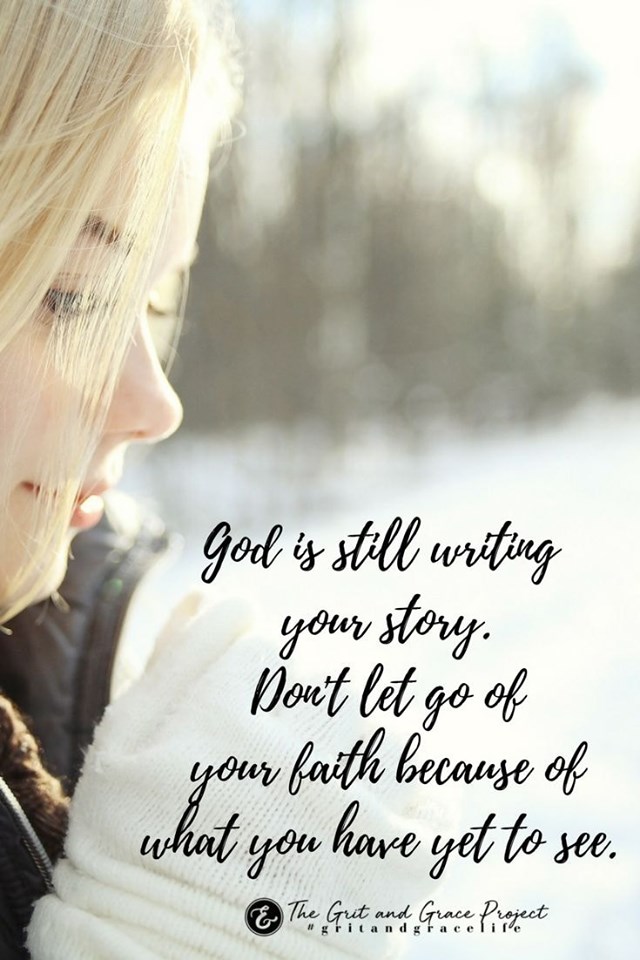 God is still writing
your story.
Don't let go of
your faith because of
what you have yet to see.
& The Grit and Grace Project
#gritandgracelife